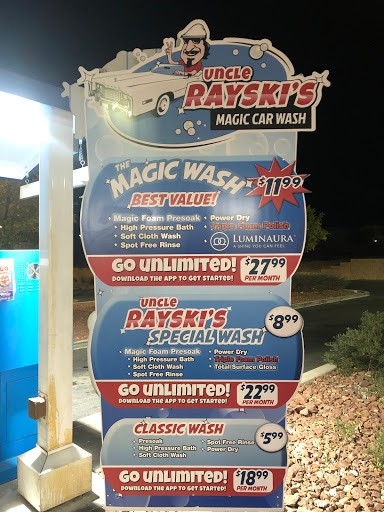 UNCLE
RAYSKI'S
MAGIC CAR WASH
THE
MAGIC WASH
$11.99
BEST VALUE!
• Magic Foam Presoak
• High Pressure Bath
• Soft Cloth Wash
• Spot Free Rinse
• Power Dry
• Triple Foam Polish
LUMINAURA
A SHINE YOU CAN FEEL
GO UNLIMITED!
DOWNLOAD THE APP TO GET STARTED!
$27.99
PER MONTH
UNCLE
RAYSKI'S
SPECIAL WASH
$8.99
• Magic Foam Presoak
• High Pressure Bath
• Soft Cloth Wash
• Spot Free Rinse
• Power Dry
• Triple Foam Polish
• Total Surface Gloss
GO UNLIMITED!
DOWNLOAD THE APP TO GET STARTED!
$22.99
PER MONTH
CLASSIC WASH
$5.99
• Presoak
• High Pressure Bath
• Soft Cloth Wash
• Spot Free Rinse
• Power Dry
GO UNLIMITED!
DOWNLOAD THE APP TO GET STARTED!
$18.99
PER MONTH